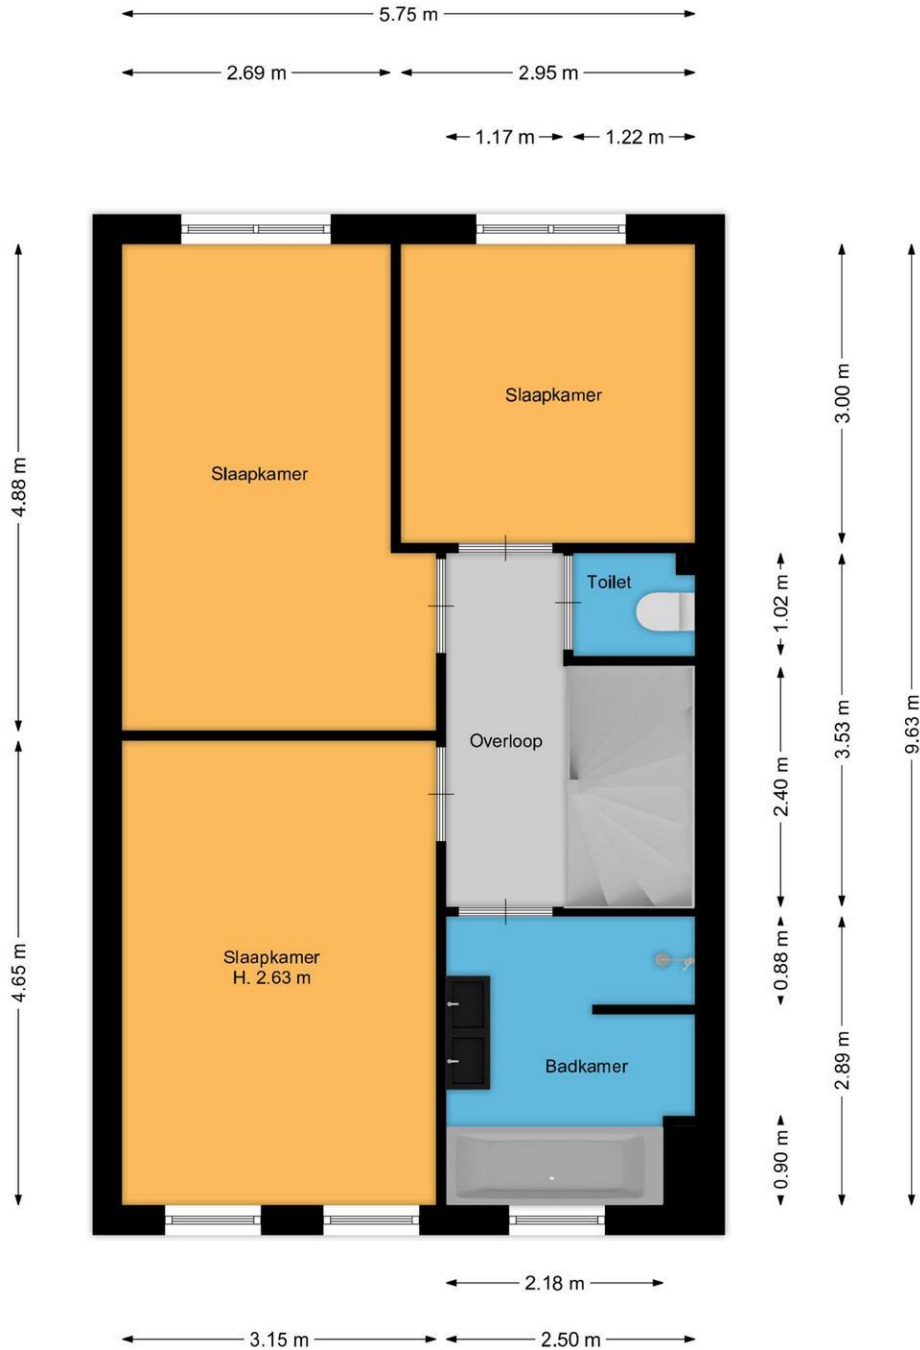 5.75 m
2.69 m
2.95 m
1.17 m
1.22 m
4.88 m
4.65 m
Slaapkamer
Slaapkamer
Toilet
Overloop
Slaapkamer
H. 2.63 m
Badkamer
1.02 m
2.40 m
0.88 m
0.90 m
3.00 m
3.53 m
2.89 m
9.63 m
2.18 m
3.15 m
2.50 m